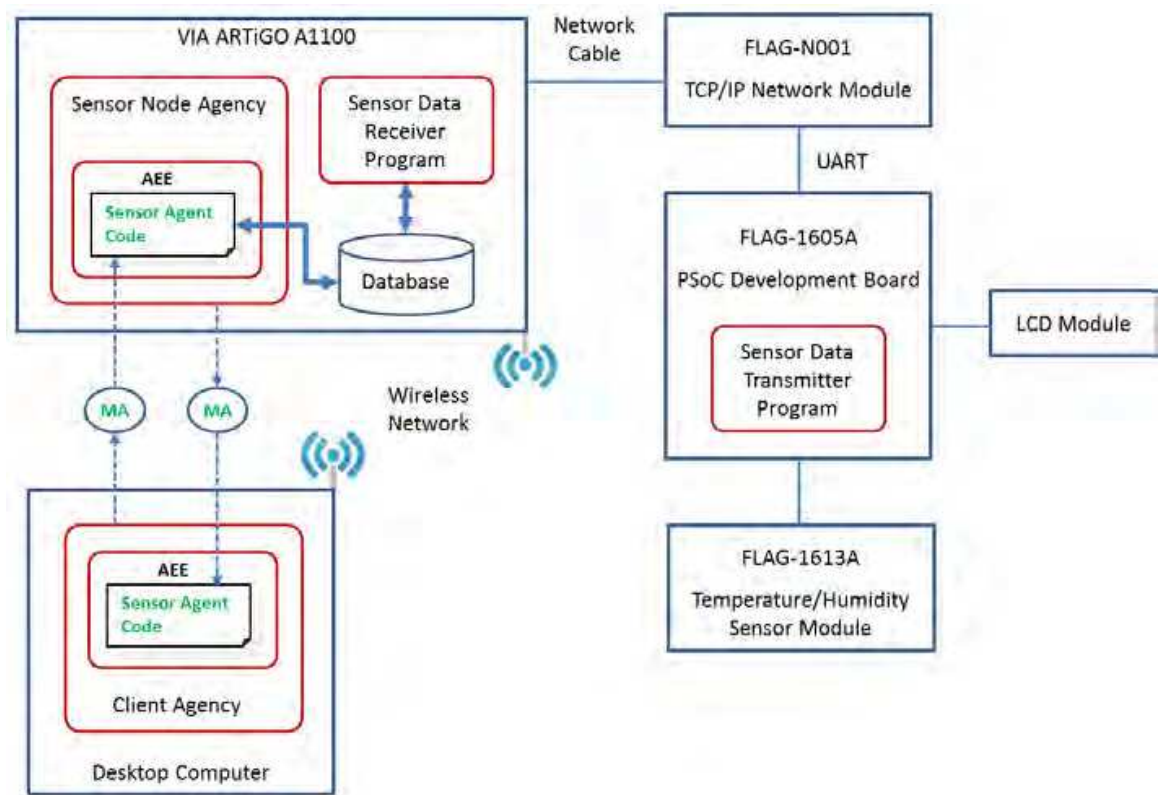 VIA ARTiGO A1100
Sensor Node Agency
AEE
Sensor Agent
Code
Sensor Data
Receiver
Program
Database
Network
Cable
FLAG-N001
TCP/IP Network Module
UART
FLAG-1605A
PSoC Development Board
Sensor Data
Transmitter
Program
LCD Module
FLAG-1613A
Temperature/Humidity
Sensor Module
MA
MA
Wireless
Network
AEE
Sensor Agent
Code
Client Agency
Desktop Computer